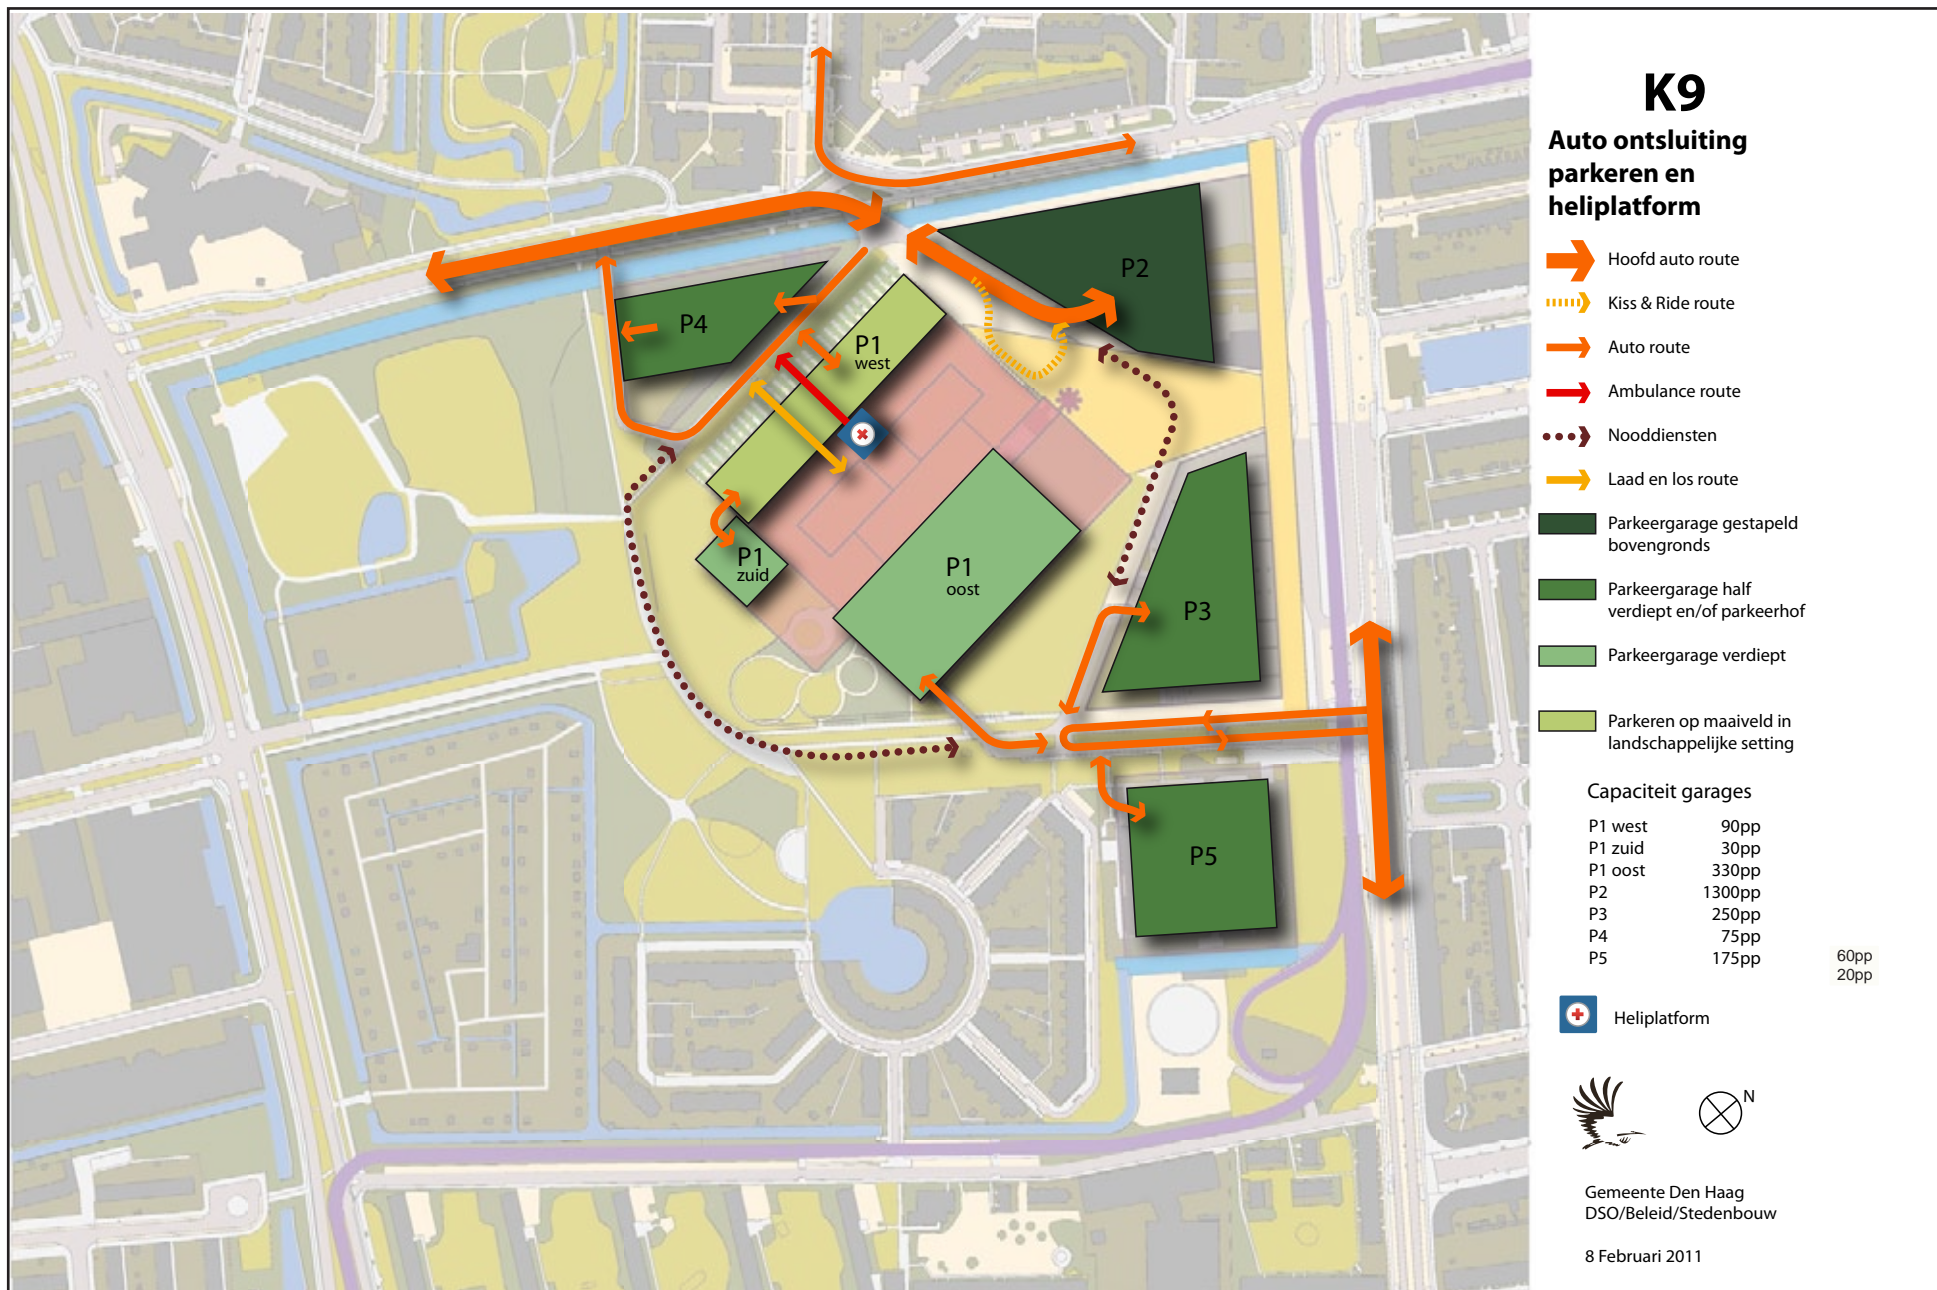 K9
Auto ontsluiting
parkeren en
heliplatform
Hoofd auto route
Kiss & Ride route
Auto route
Ambulance route
Nooddiensten
Laad en los route
Parkeergarage gestapeld
bovengronds
Parkeergarage half
verdiept en/of parkeerhof
Parkeergarage verdiept
Parkeren op maaiveld in
landschappelijke setting
Capaciteit garages
P1 west 90pp
P1 zuid 30pp
P1 oost 330pp
P2 1300pp
P3 250pp
P4 75pp
P5 175pp
60pp
20pp
Heliplatform
N
Gemeente Den Haag
DSO/Beleid/Stedenbouw
8 Februari 2011
P2
P4
P1
west
P1
zuid
P1
oost
P3
P5